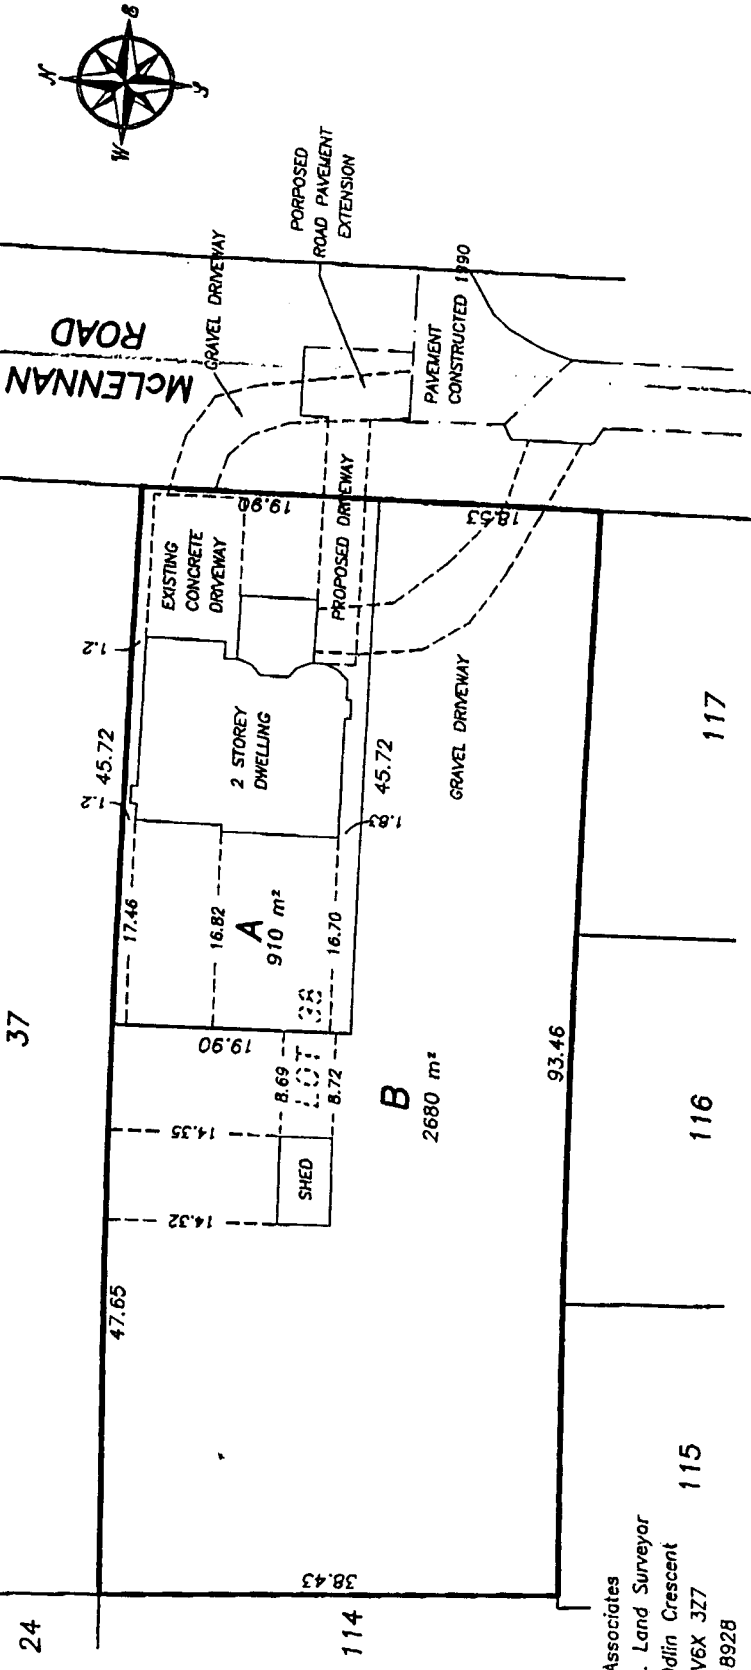 N
E
S
W
PORPOSED
ROAD PAVEMENT
EXTENSION
GRAVEL DRIVEWAY
McLENNAN
ROAD
PAVEMENT
CONSTRUCTED 1990
EXISTING
CONCRETE
DRIVEWAY
19.90
PROPOSED DRIVEWAY
18.53
1.2
45.72
1.2
2 STOREY
DWELLING
45.72
1.83
GRAVEL DRIVEWAY
117
17.46
16.82
A
910 m²
16.70
37
19.90
LOT 38
8.69
8.72
B
2680 m²
93.46
116
14.35
SHED
14.32
47.65
115
38.43
24
114
Associates
. Land Surveyor
dlin Crescent
V6X 3Z7
8928